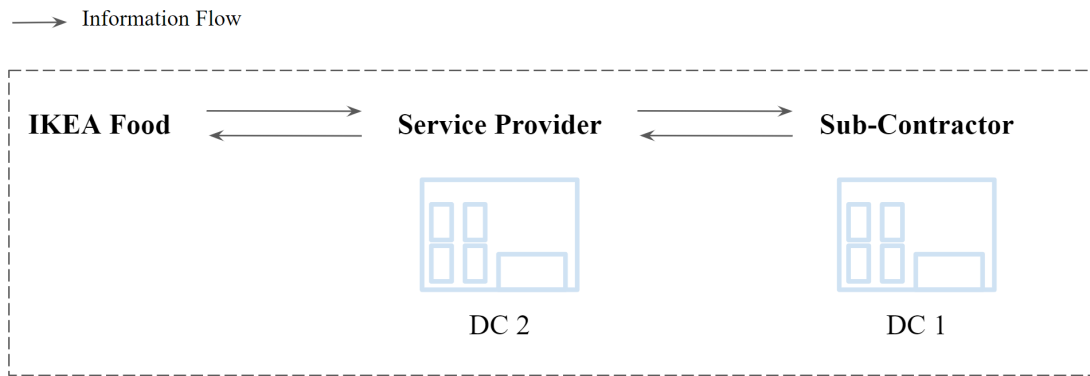 Information Flow
IKEA Food
Service Provider
Sub-Contractor
DC 2
DC 1